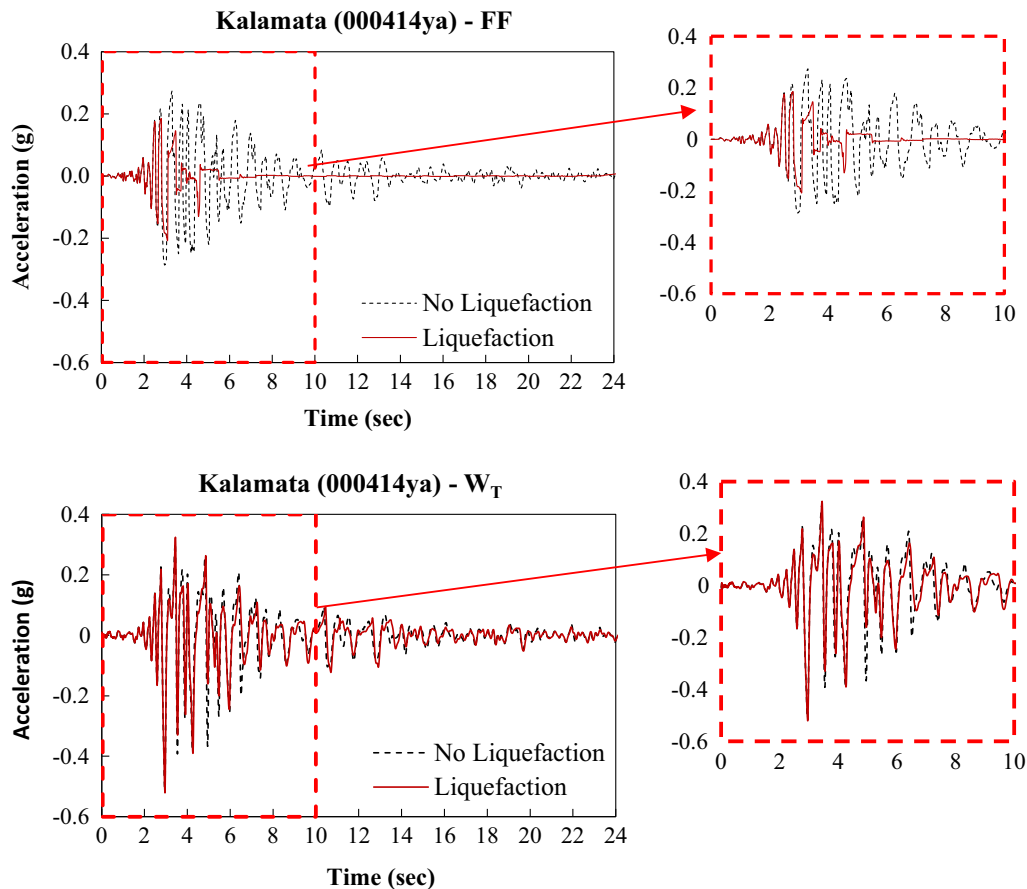 Kalamata (000414ya) - FF
Acceleration (g)
0.4
0.2
0.0
-0.2
-0.4
-0.6
No Liquefaction
Liquefaction
0 2 4 6 8 10 12 14 16 18 20 22 24
Time (sec)
0.4
0.2
0
-0.2
-0.4
-0.6
0 2 4 6 8 10
Kalamata (000414ya) - WT
Acceleration (g)
0.4
0.2
0
-0.2
-0.4
-0.6
No Liquefaction
Liquefaction
0 2 4 6 8 10 12 14 16 18 20 22 24
Time (sec)
0.4
0.2
0
-0.2
-0.4
-0.6
0 2 4 6 8 10